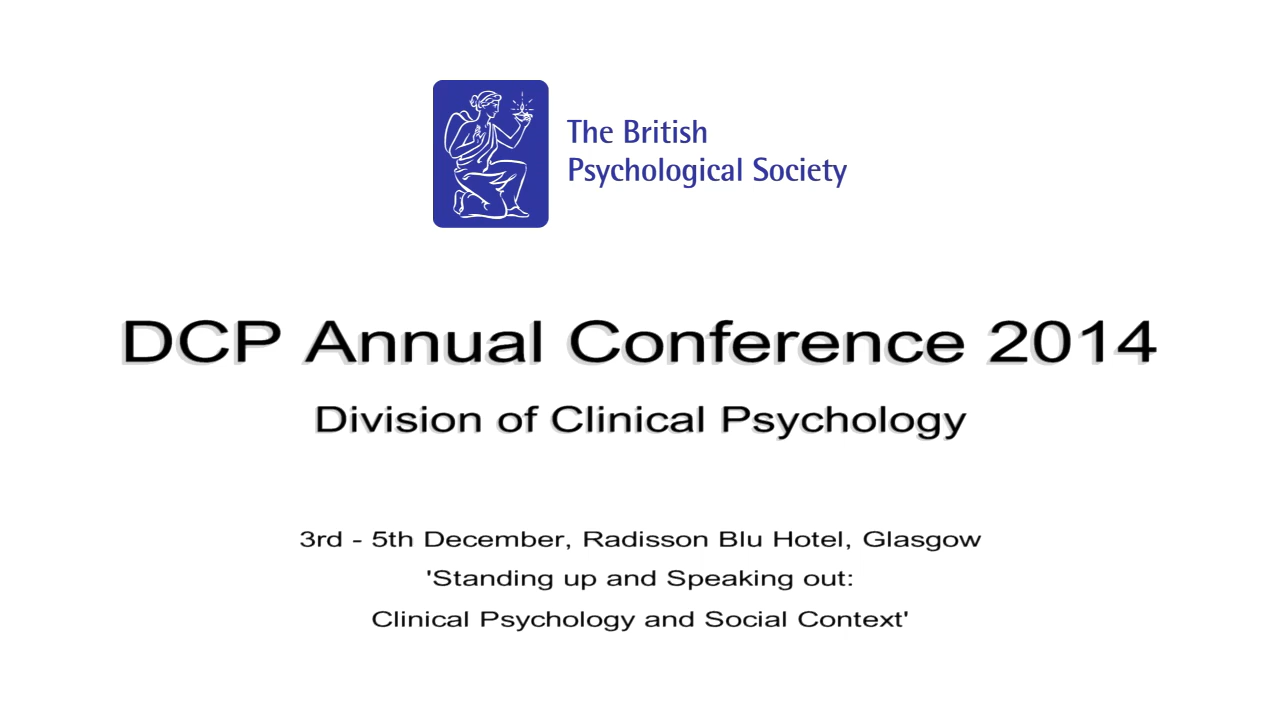 The British
Psychological Society
DCP Annual Conference 2014
Division of Clinical Psychology
3rd - 5th December, Radisson Blu Hotel, Glasgow
'Standing up and Speaking out:
Clinical Psychology and Social Context'